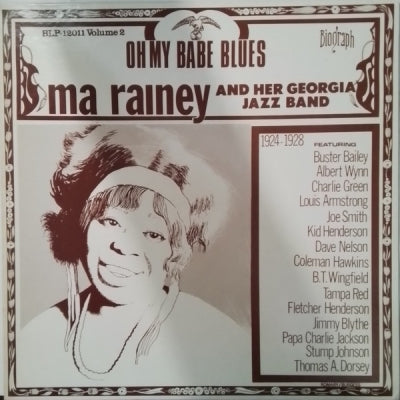 BLP-12011 Volume 2
OH MY BABE BLUES
Biograph
ma rainey AND HER GEORGIA
JAZZ BAND
1924-1928 FEATURING
Buster Bailey
Albert Wynn
Charlie Green
Louis Armstrong
Joe Smith
Kid Henderson
Dave Nelson
Coleman Hawkins
B.T. Wingfield
Tampa Red
Fletcher Henderson
Jimmy Blythe
Papa Charlie Jackson
Stump Johnson
Thomas A. Dorsey